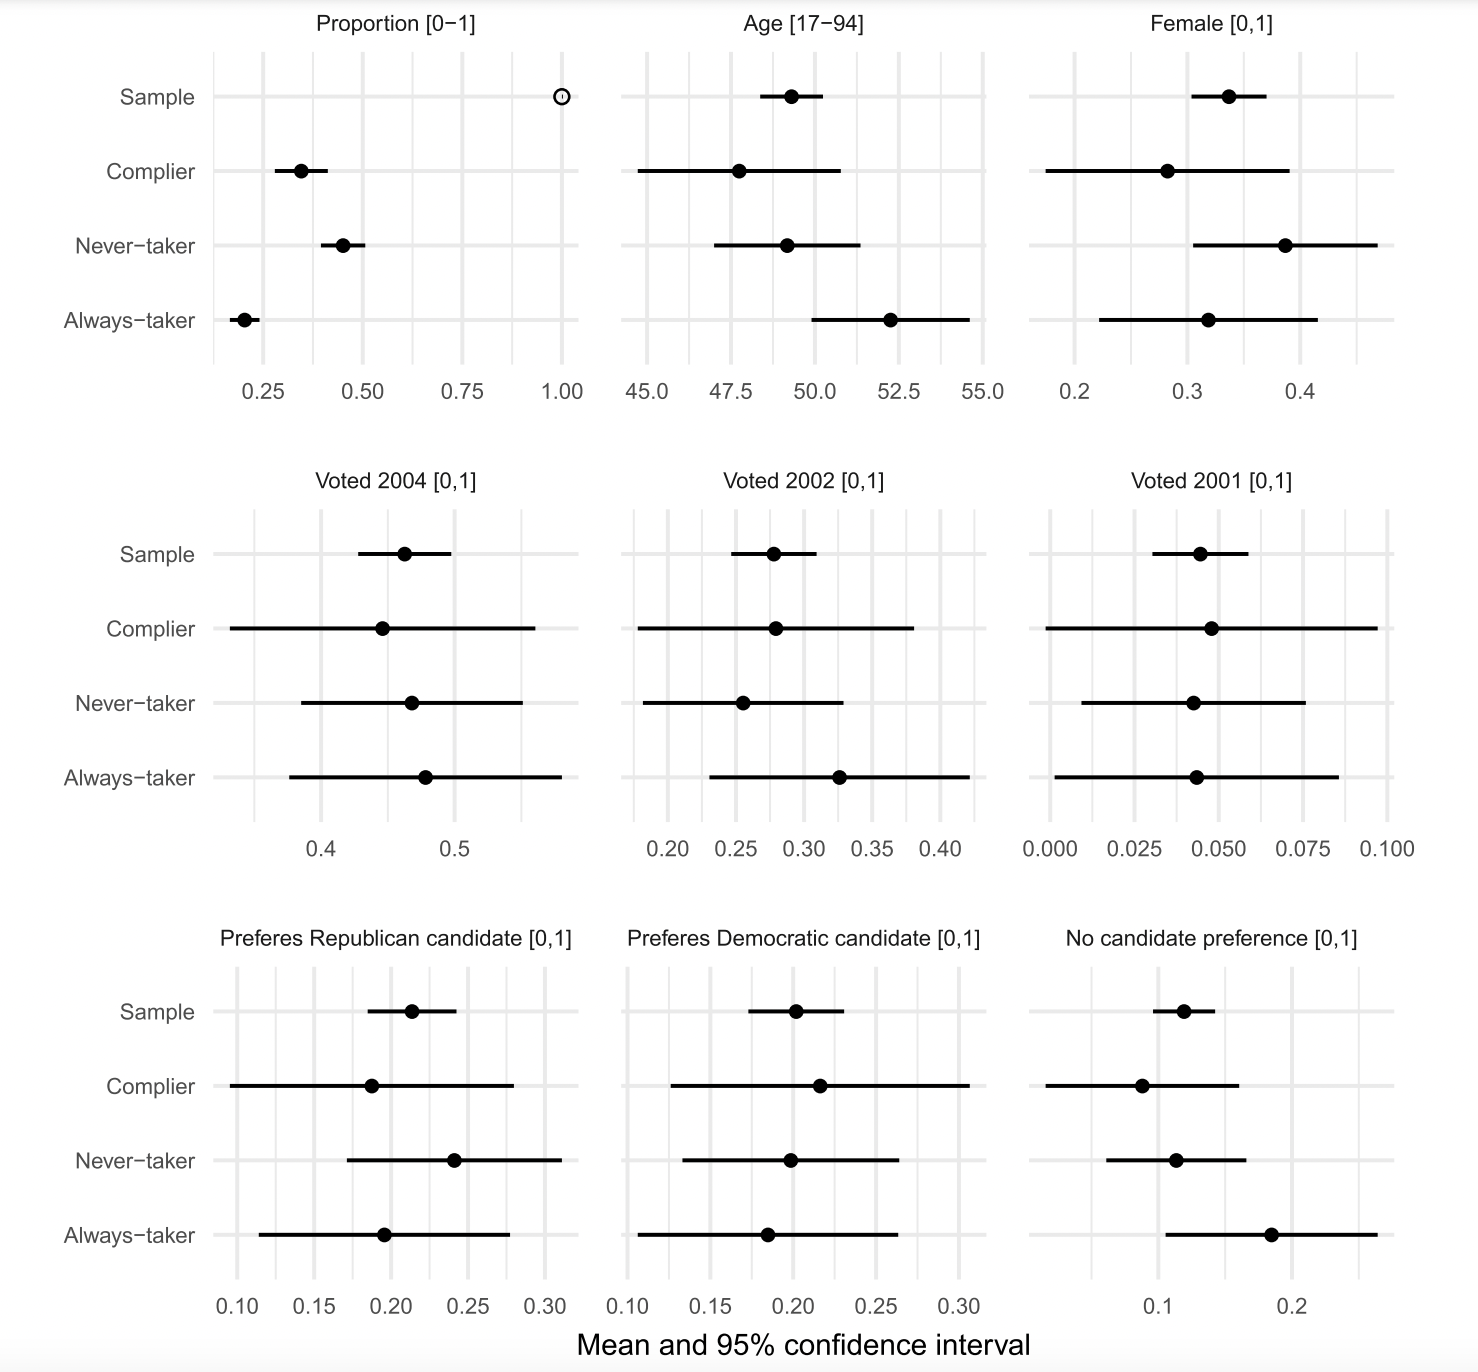 Proportion [0−1] Age [17−94] Female [0,1]
Sample
Complier
Never−taker
Always−taker
0.25 0.50 0.75 1.00 45.0 47.5 50.0 52.5 55.0 0.2 0.3 0.4
Voted 2004 [0,1] Voted 2002 [0,1] Voted 2001 [0,1]
Sample
Complier
Never−taker
Always−taker
0.4 0.5 0.20 0.25 0.30 0.35 0.40 0.000 0.025 0.050 0.075 0.100
Preferes Republican candidate [0,1] Preferes Democratic candidate [0,1] No candidate preference [0,1]
Sample
Complier
Never−taker
Always−taker
0.10 0.15 0.20 0.25 0.30 0.10 0.15 0.20 0.25 0.30 0.1 0.2
Mean and 95% confidence interval